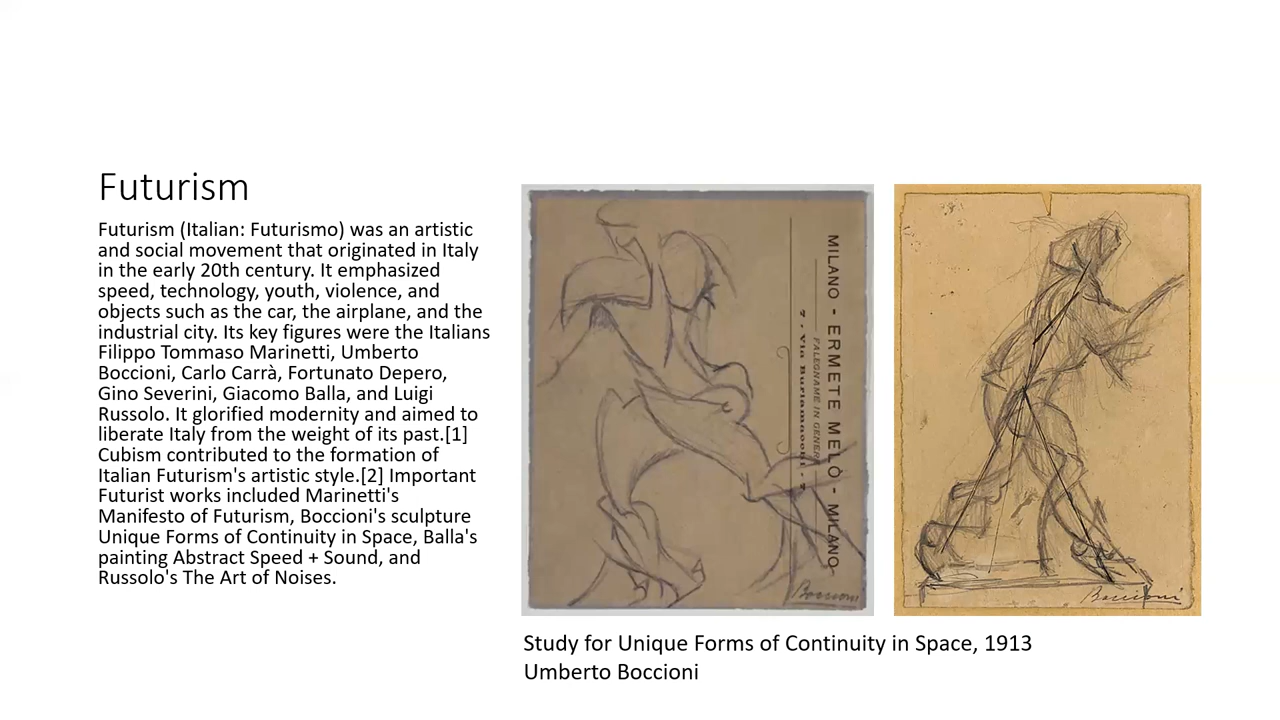 Futurism
Futurism (Italian: Futurismo) was an artistic
and social movement that originated in Italy
in the early 20th century. It emphasized
speed, technology, youth, violence, and
objects such as the car, the airplane, and the
industrial city. Its key figures were the Italians
Filippo Tommaso Marinetti, Umberto
Boccioni, Carlo Carrà, Fortunato Depero,
Gino Severini, Giacomo Balla, and Luigi
Russolo. It glorified modernity and aimed to
liberate Italy from the weight of its past.[1]
Cubism contributed to the formation of
Italian Futurism's artistic style.[2] Important
Futurist works included Marinetti's
Manifesto of Futurism, Boccioni's sculpture
Unique Forms of Continuity in Space, Balla's
painting Abstract Speed + Sound, and
Russolo's The Art of Noises.
MILANO - ERMETE MELÒ - MILANO
FALEGNAME IN GENER
7 - Via Burlamacchi - 7
Boccioni
Boccioni
Study for Unique Forms of Continuity in Space, 1913
Umberto Boccioni